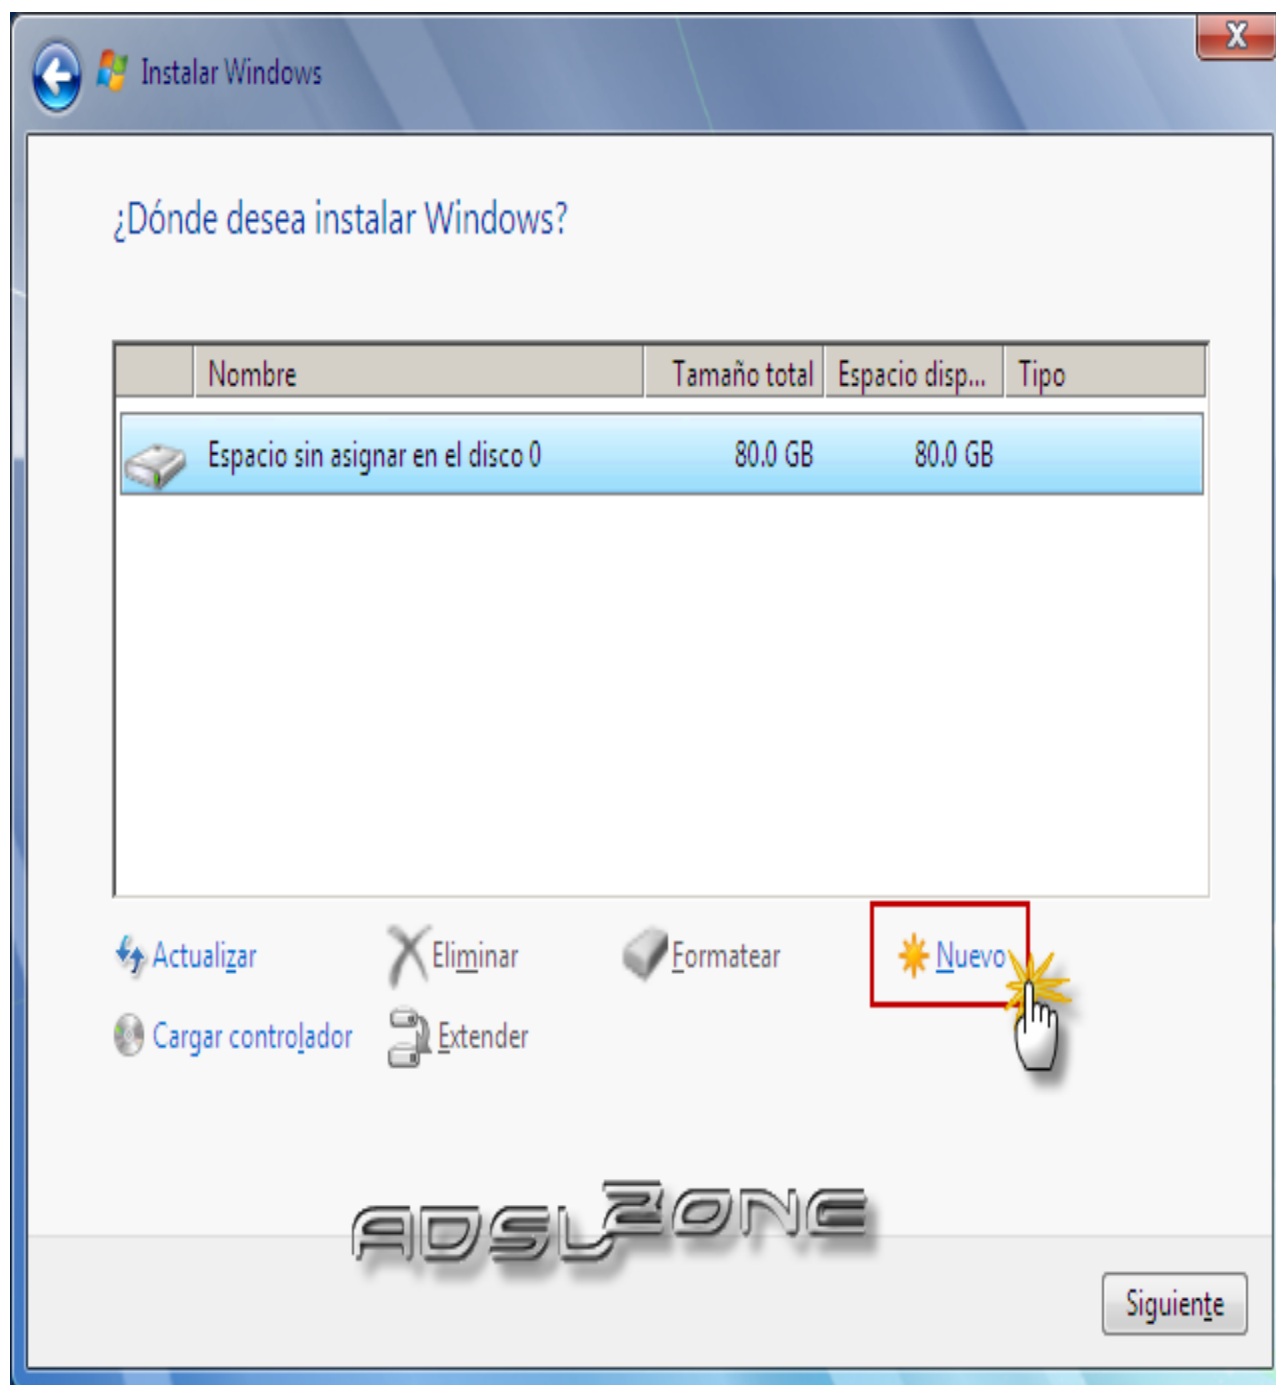 Instalar Windows
X
¿Dónde desea instalar Windows?
Nombre Tamaño total Espacio disp... Tipo
Espacio sin asignar en el disco 0 80.0 GB 80.0 GB
Actualizar Eliminar Formatear Nuevo
Cargar controlador Extender
ADSLZONE
Siguiente